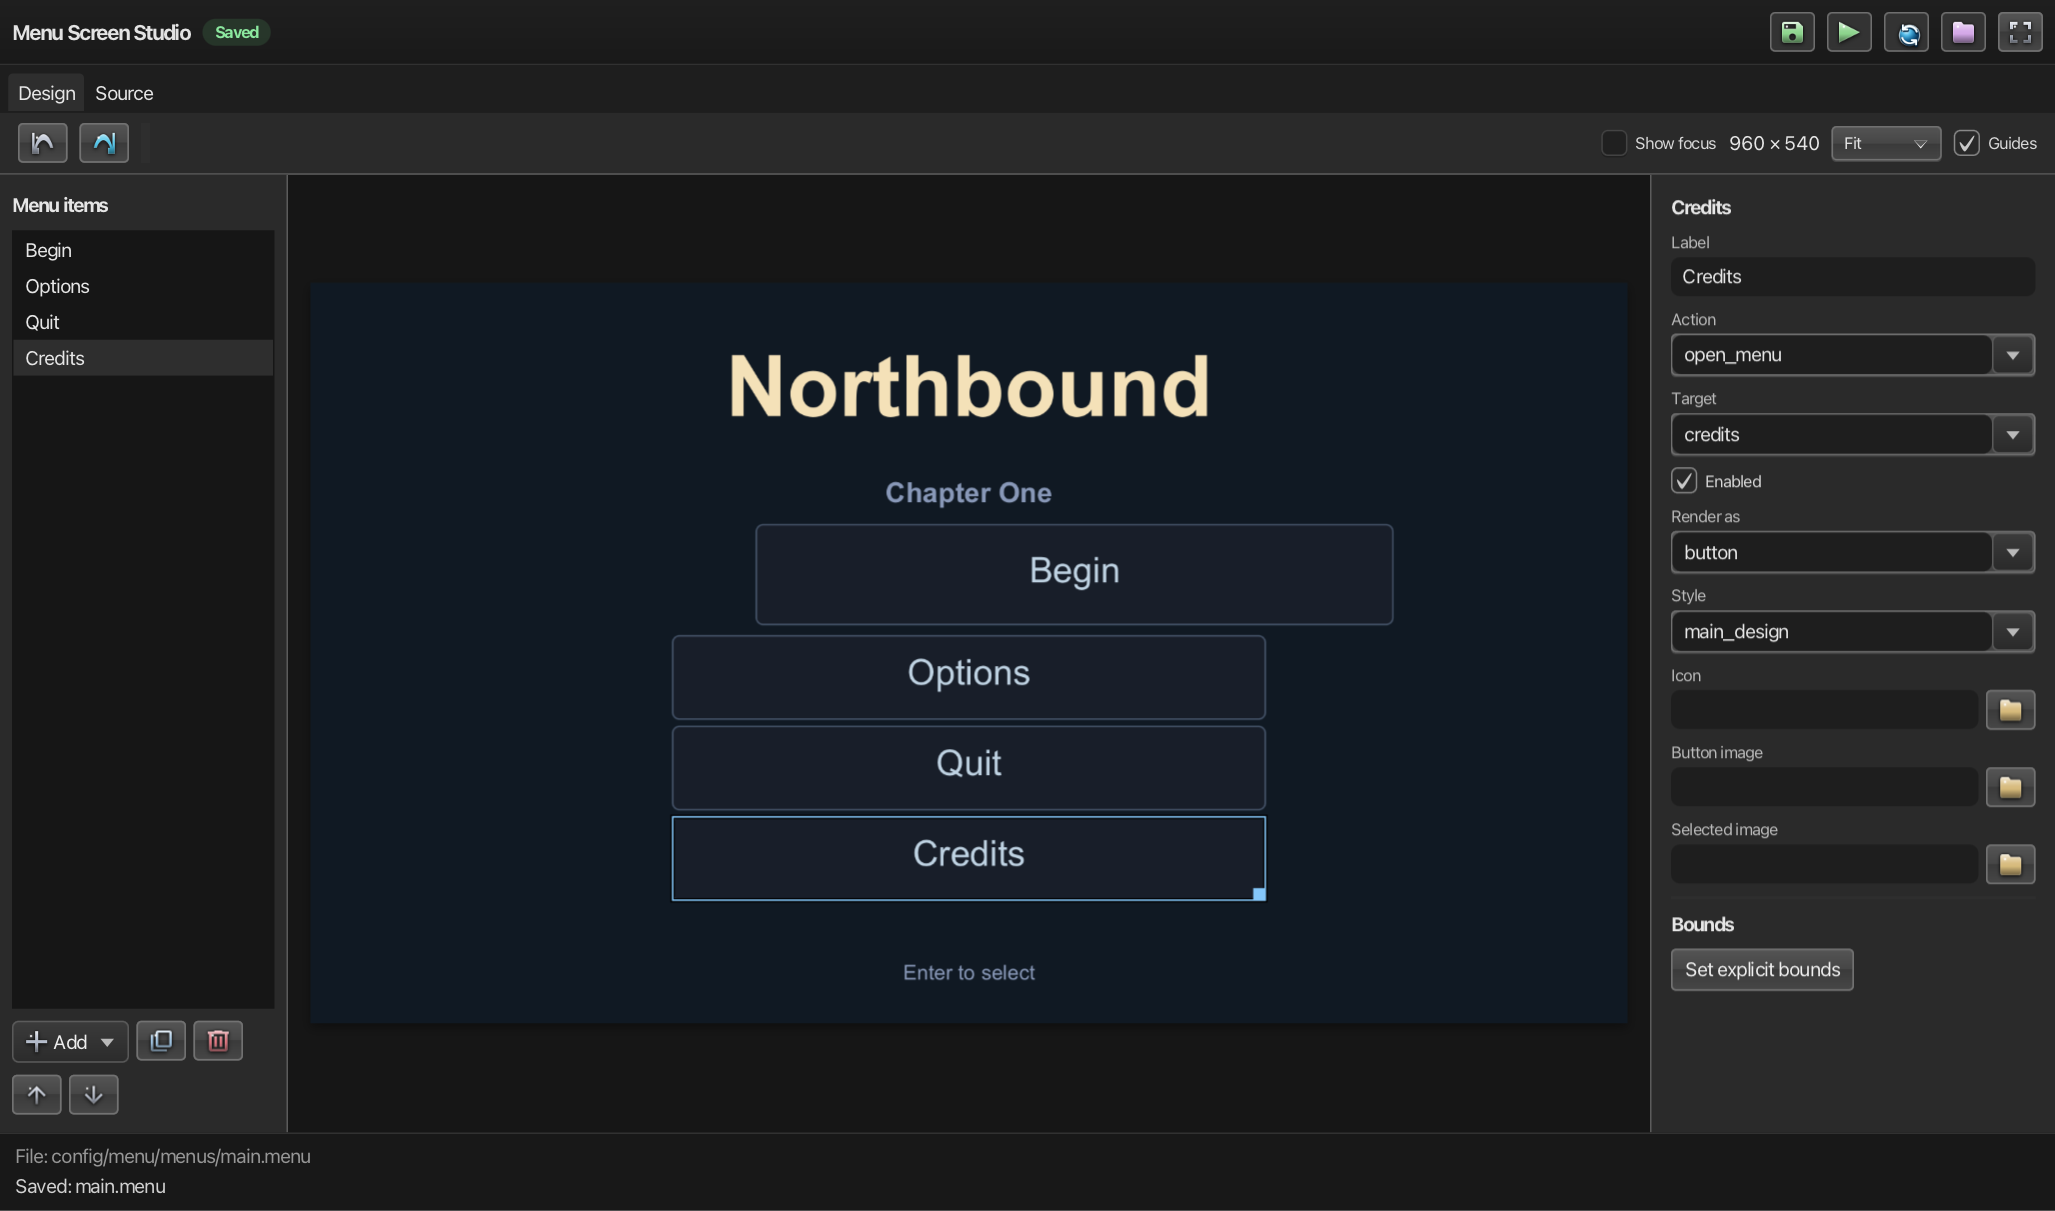 Menu Screen Studio Saved
Design Source
Show focus 960 × 540 Fit Guides
Menu items
Begin
Options
Quit
Credits
Add
Northbound
Chapter One
Begin
Options
Quit
Credits
Enter to select
Credits
Label
Credits
Action
open_menu
Target
credits
Enabled
Render as
button
Style
main_design
Icon
Button image
Selected image
Bounds
Set explicit bounds
File: config/menu/menus/main.menu
Saved: main.menu